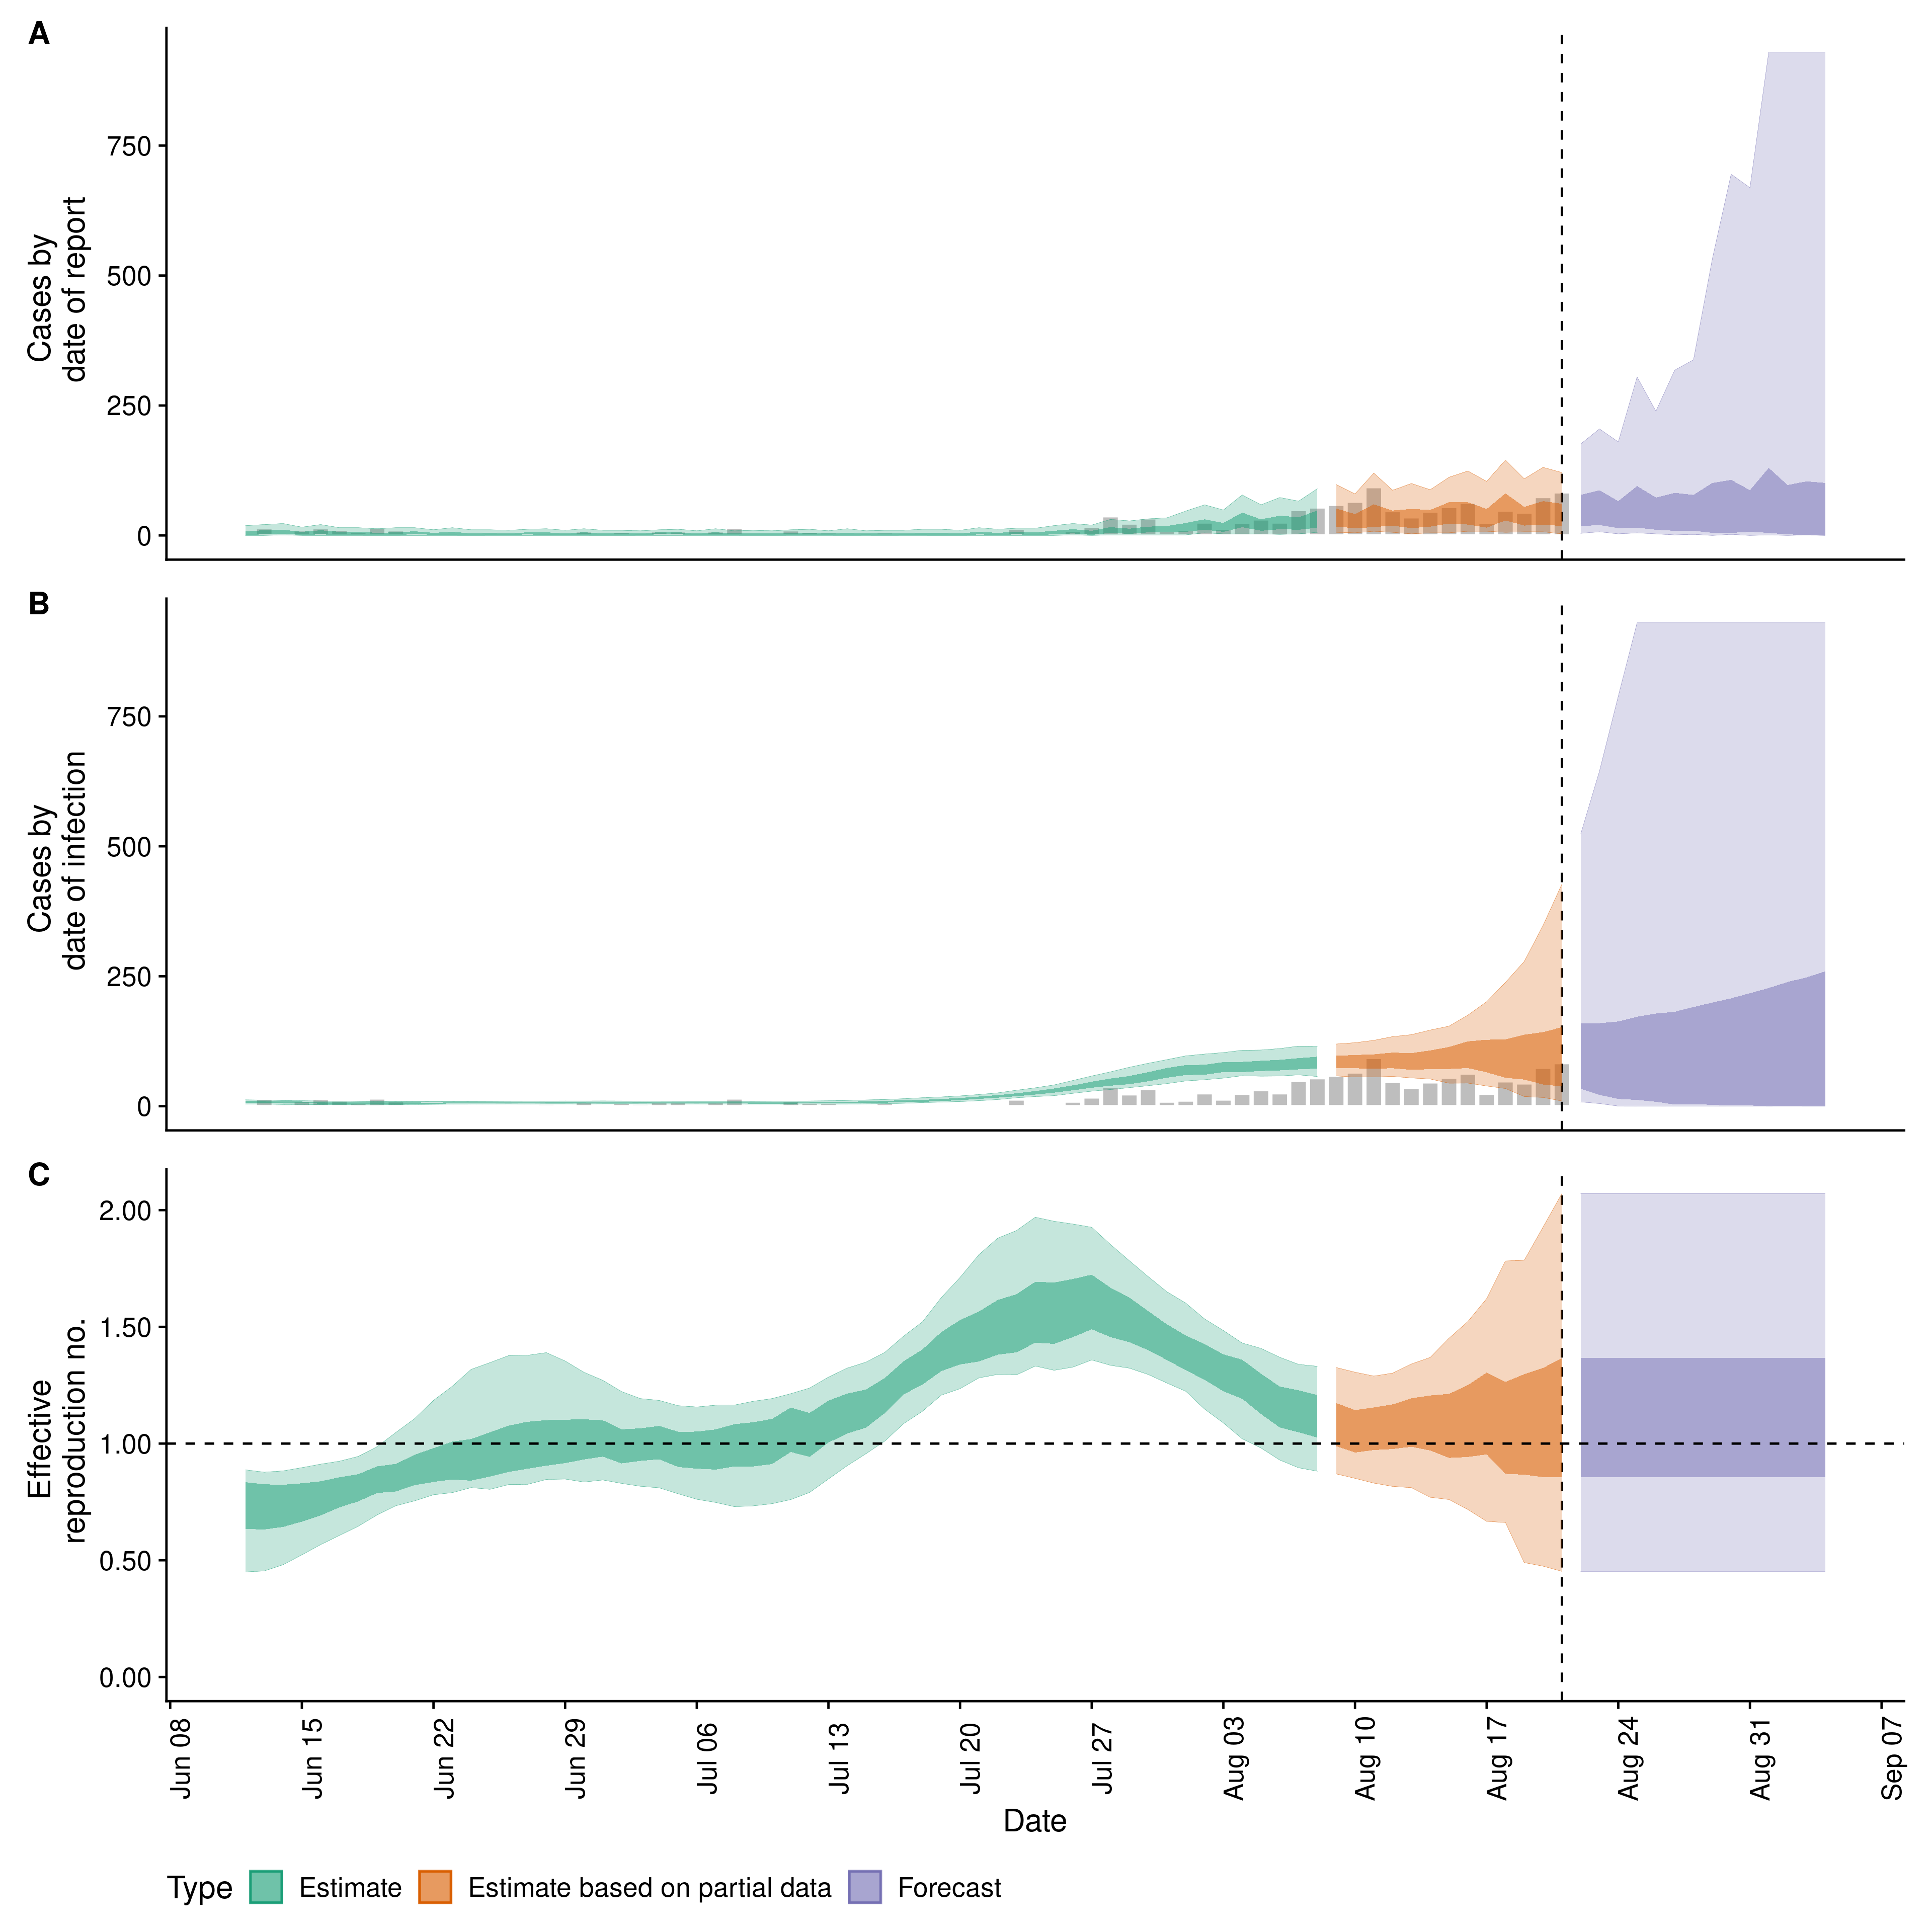 A
Cases by
date of report
750
500
250
0
B
Cases by
date of infection
750
500
250
0
C
Effective
reproduction no.
2.00
1.50
1.00
0.50
0.00
Jun 08
Jun 15
Jun 22
Jun 29
Jul 06
Jul 13
Jul 20
Jul 27
Aug 03
Aug 10
Aug 17
Aug 24
Aug 31
Sep 07
Date
Type Estimate Estimate based on partial data Forecast